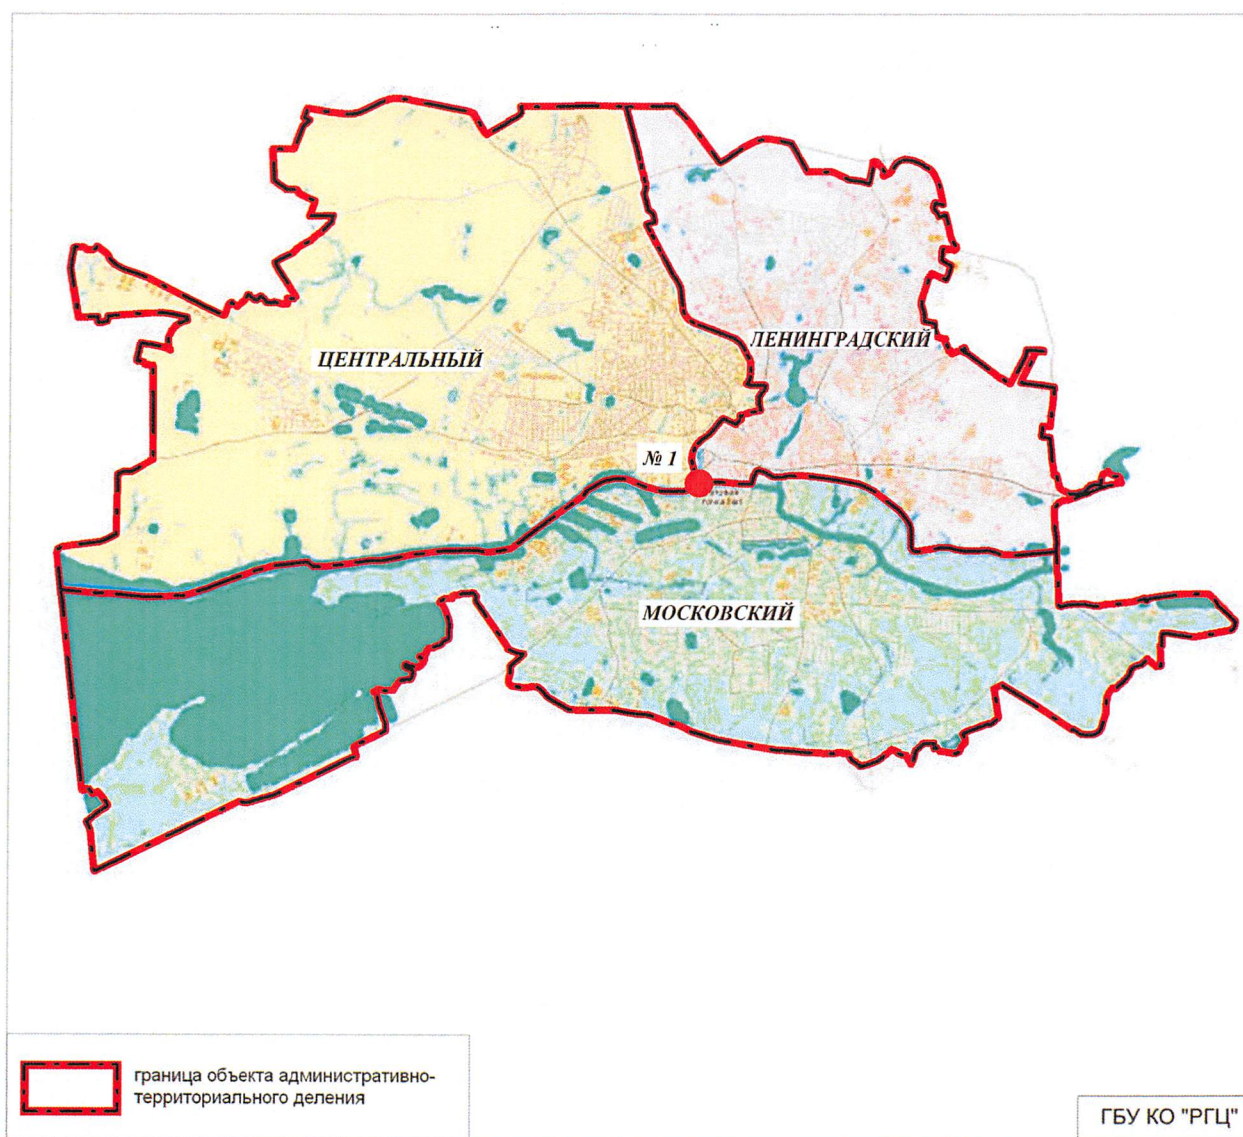 ЛЕНИНГРАДСКИЙ
ЦЕНТРАЛЬНЫЙ
№ 1
МОСКОВСКИЙ
граница объекта административно-
территориального деления
ГБУ КО "РГЦ"